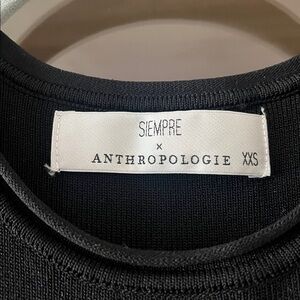 SIEMPRE
×
ANTHROPOLOGIE XXS